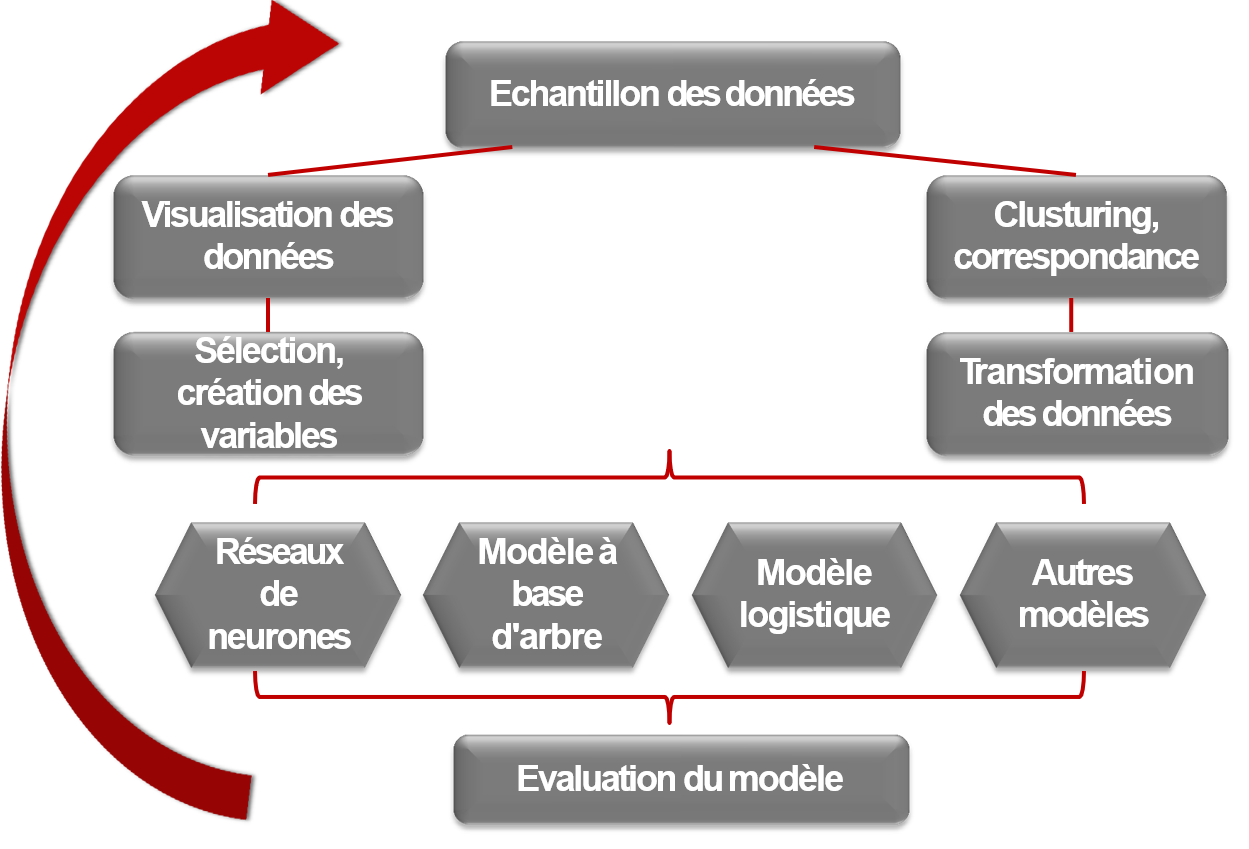 Echantillon des données
Visualisation des
données
Clusturing,
correspondance
Sélection,
création des
variables
Transformation
des données
Réseaux
de
neurones
Modèle à
base
d'arbre
Modèle
logistique
Autres
modèles
Evaluation du modèle